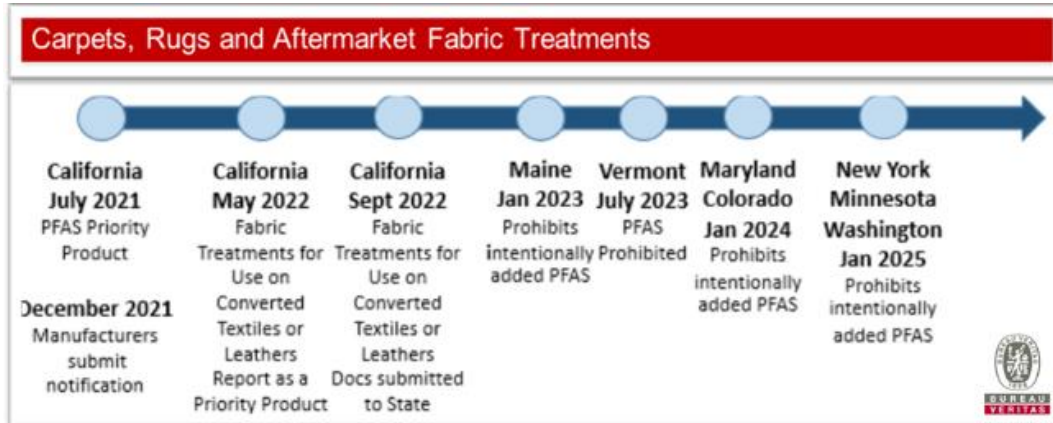 Carpets, Rugs and Aftermarket Fabric Treatments
California
July 2021
PFAS Priority
Product
December 2021
Manufacturers
submit
notification
California
May 2022
Fabric
Treatments for
Use on
Converted
Textiles or
Leathers
Report as a
Priority Product
California
Sept 2022
Fabric
Treatments for
Use on
Converted
Textiles or
Leathers
Docs submitted
to State
Maine
Jan 2023
Prohibits
intentionally
added PFAS
Vermont
July 2023
PFAS
Prohibited
Maryland
Colorado
Jan 2024
Prohibits
intentionally
added PFAS
New York
Minnesota
Washington
Jan 2025
Prohibits
intentionally
added PFAS
BUREAU
VERITAS